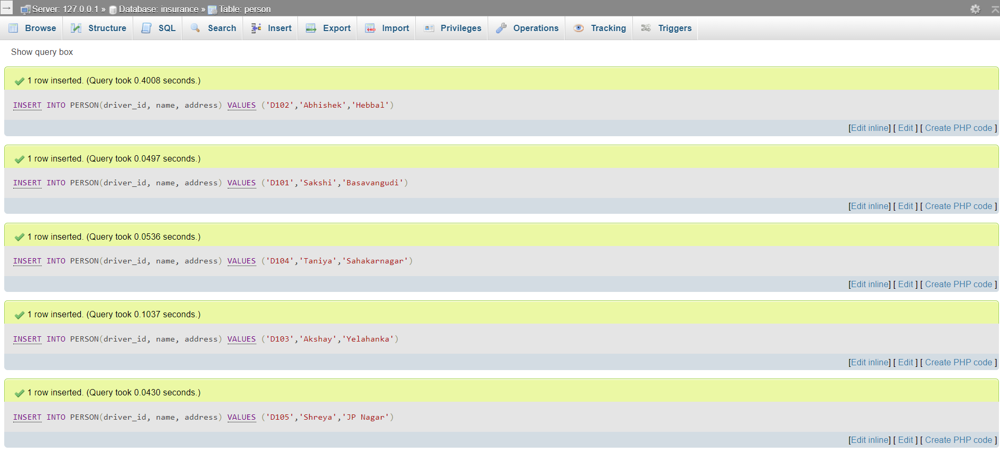 Server: 127.0.0.1 » Database: insurance » Table: person
Browse Structure SQL Search Insert Export Import Privileges Operations Tracking Triggers
Show query box
1 row inserted. (Query took 0.4008 seconds.)
INSERT INTO PERSON(driver_id, name, address) VALUES ('D102','Abhishek','Hebbal')
[Edit inline] [ Edit ] [ Create PHP code ]
1 row inserted. (Query took 0.0497 seconds.)
INSERT INTO PERSON(driver_id, name, address) VALUES ('D101','Sakshi','Basavangudi')
[Edit inline] [ Edit ] [ Create PHP code ]
1 row inserted. (Query took 0.0536 seconds.)
INSERT INTO PERSON(driver_id, name, address) VALUES ('D104','Taniya','Sahakarnagar')
[Edit inline] [ Edit ] [ Create PHP code ]
1 row inserted. (Query took 0.1037 seconds.)
INSERT INTO PERSON(driver_id, name, address) VALUES ('D103','Akshay','Yelahanka')
[Edit inline] [ Edit ] [ Create PHP code ]
1 row inserted. (Query took 0.0430 seconds.)
INSERT INTO PERSON(driver_id, name, address) VALUES ('D105','Shreya','JP Nagar')
[Edit inline] [ Edit ] [ Create PHP code ]